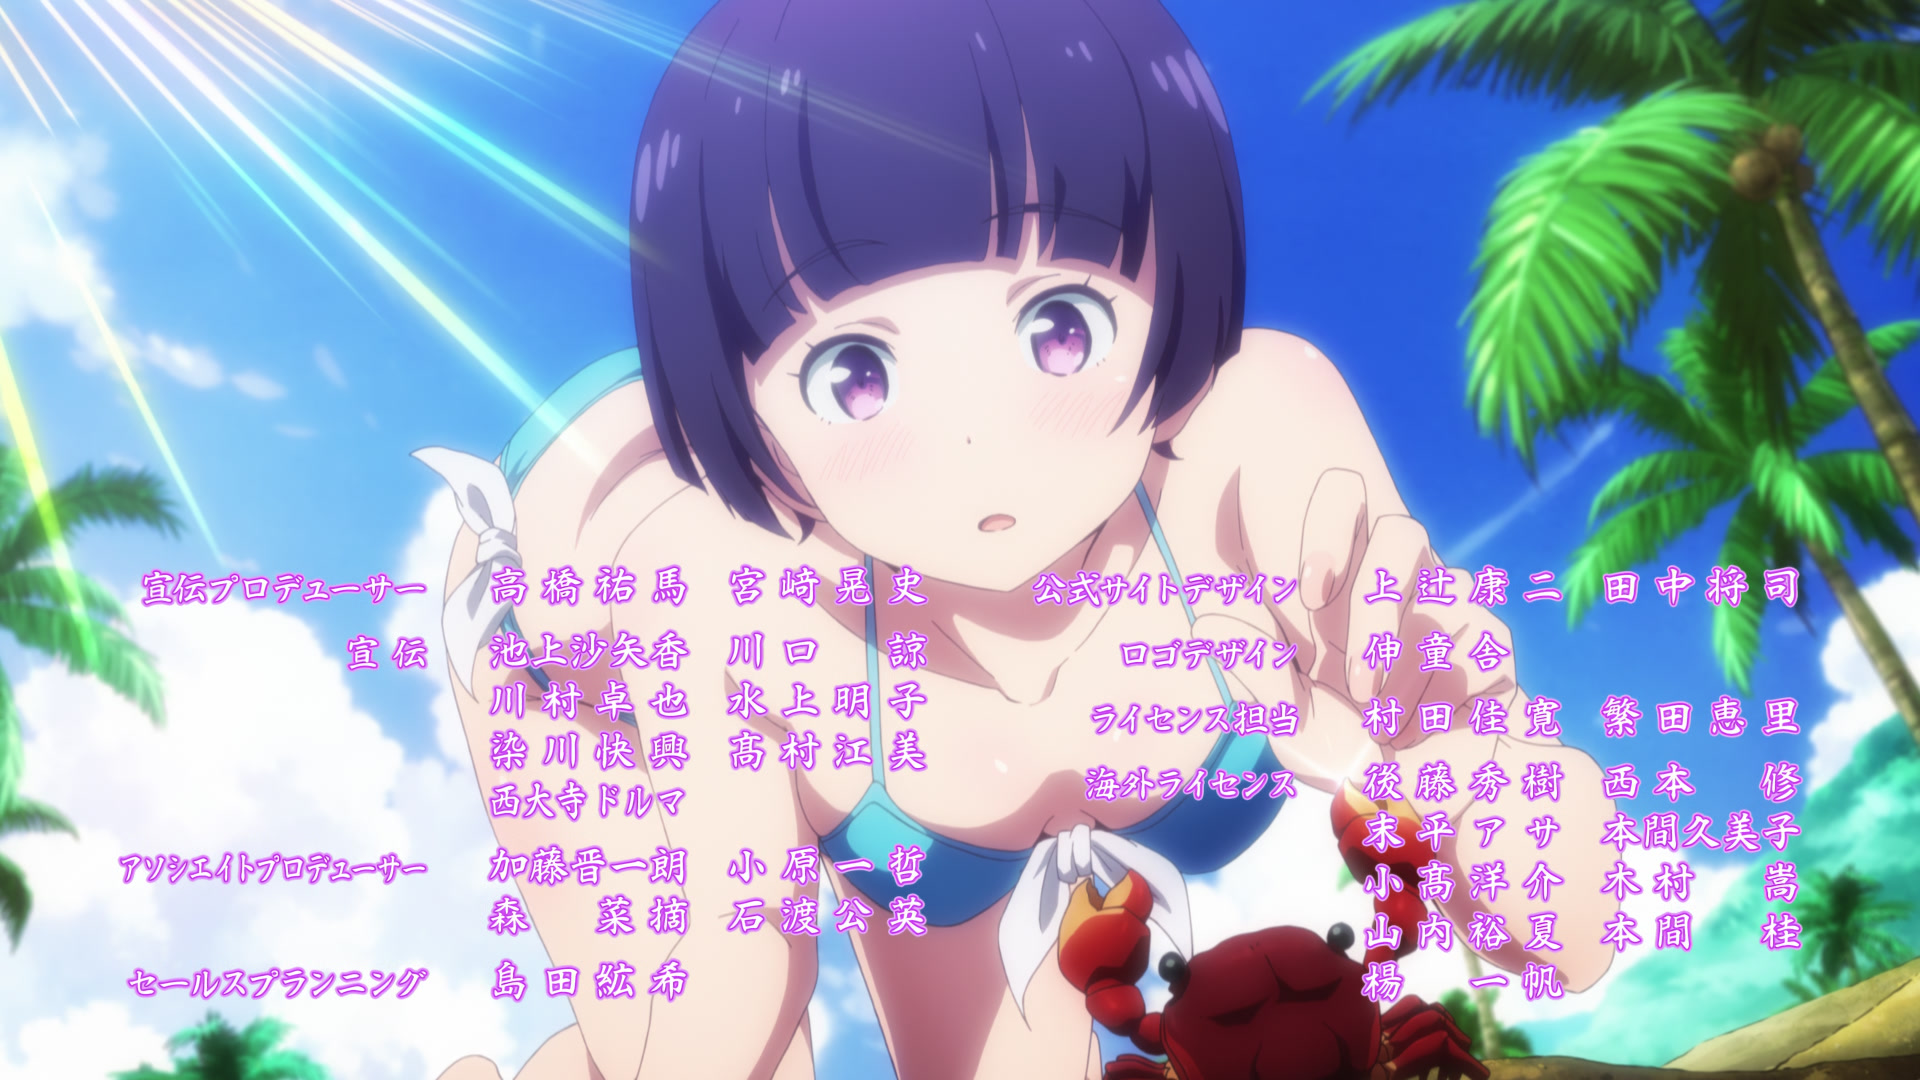 宣伝プロデューサー 高橋祐馬 宮﨑晃史
宣伝 池上沙矢香 川口 諒
川村卓也 水上明子
染川快興 髙村江美
西大寺ドルマ
アソシエイトプロデューサー 加藤晋一朗 小原一哲
森 菜摘 石渡公英
セールスプランニング 島田紘希
公式サイトデザイン 上辻康二 田中将司
ロゴデザイン 伸童舎
ライセンス担当 村田佳寛 繁田恵里
海外ライセンス 後藤秀樹 西本 修
末平アサ 本間久美子
小髙洋介 木村 嵩
山内裕夏 本間 桂
楊 一帆